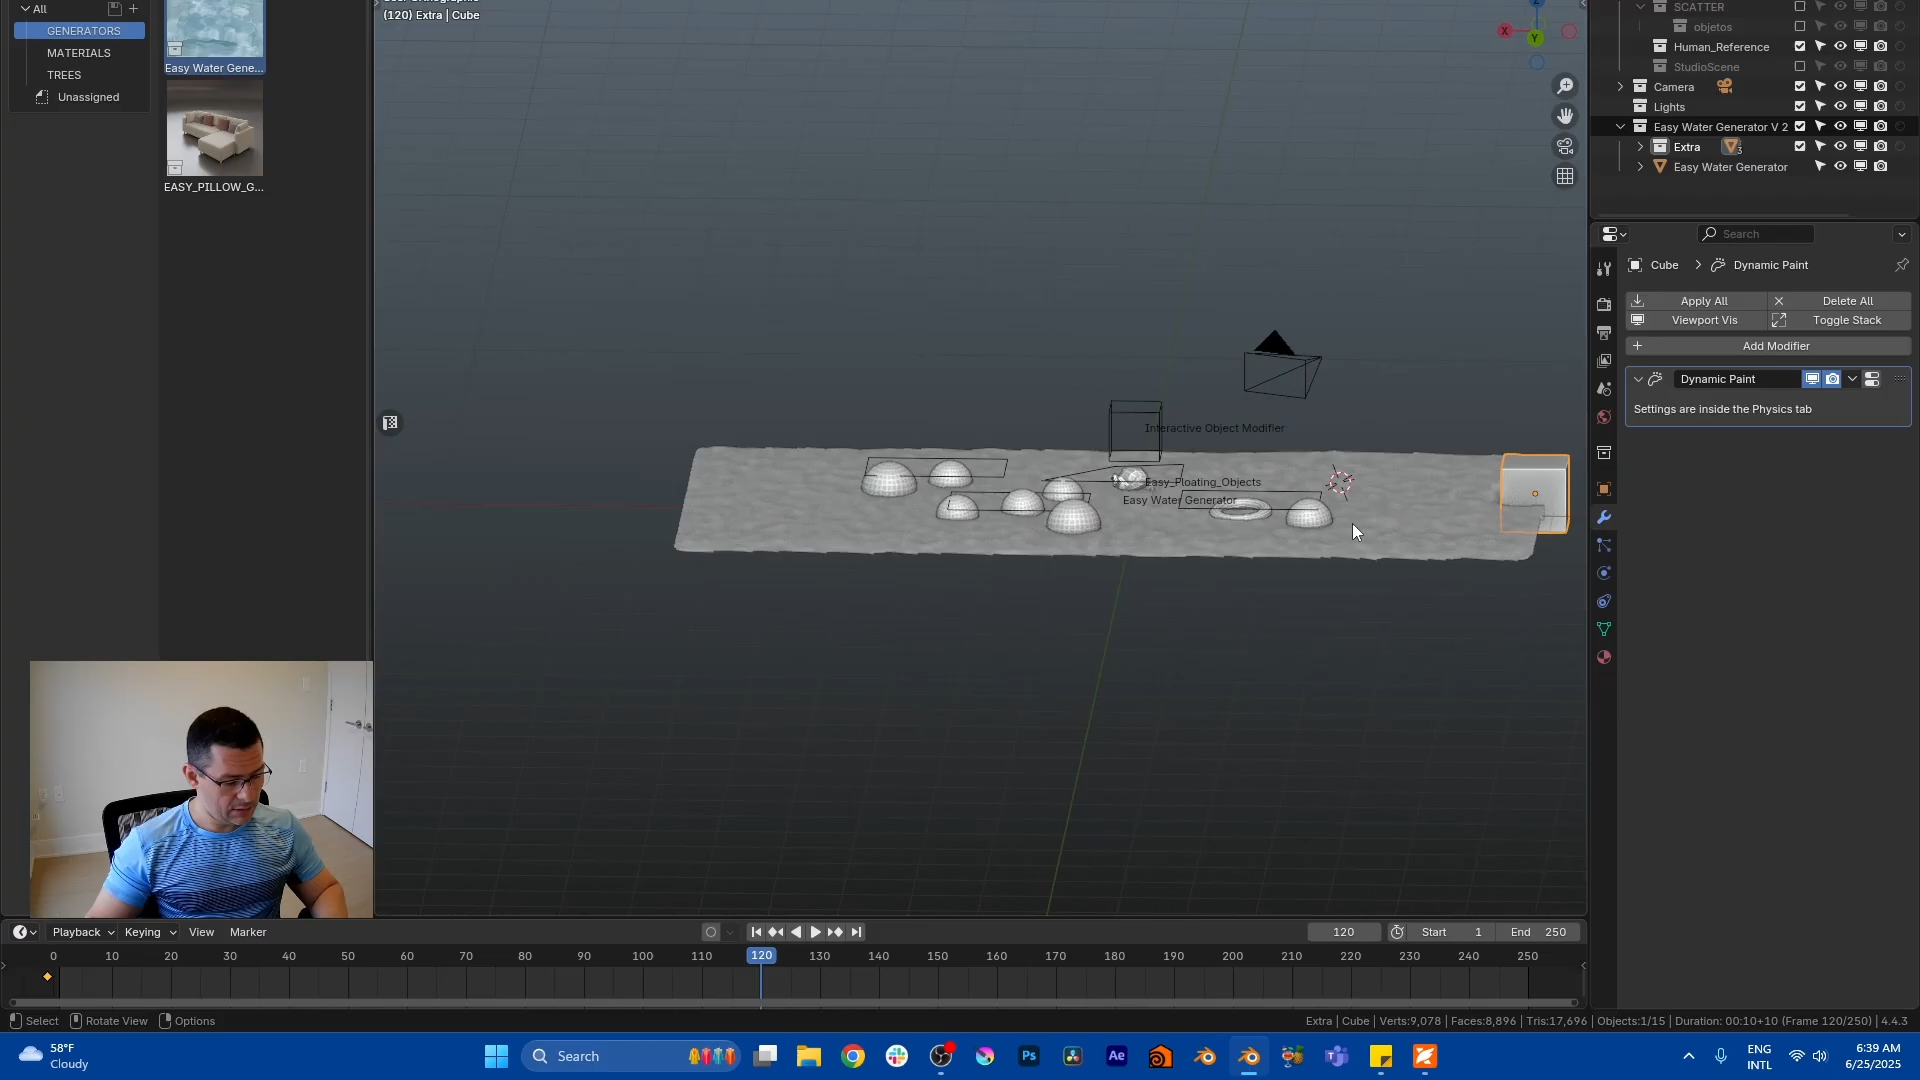 All
GENERATORS
MATERIALS
TREES
Unassigned
Easy Water Gene...
EASY_PILLOW_G...
(120) Extra | Cube
X
Y
Interactive Object Modifier
Easy_Floating_Objects
Easy Water Generator
SCATTER
objetos
Human_Reference
StudioScene
Camera
Lights
Easy Water Generator V 2
Extra
3
Easy Water Generator
Search
Cube
Dynamic Paint
Apply All
Delete All
Viewport Vis
Toggle Stack
Add Modifier
Dynamic Paint
Settings are inside the Physics tab
Playback
Keying
View
Marker
120
Start 1
End 250
0 10 20 30 40 50 60 70 80 90 100 110 120 130 140 150 160 170 180 190 200 210 220 230 240 250
Select
Rotate View
Options
Extra | Cube | Verts:9,078 | Faces:8,896 | Tris:17,696 | Objects:1/15 | Duration: 00:10+10 (Frame 120/250) | 4.4.3
58°F
Cloudy
Search
Ps
Ae
ENG
INTL
6:39 AM
6/25/2025